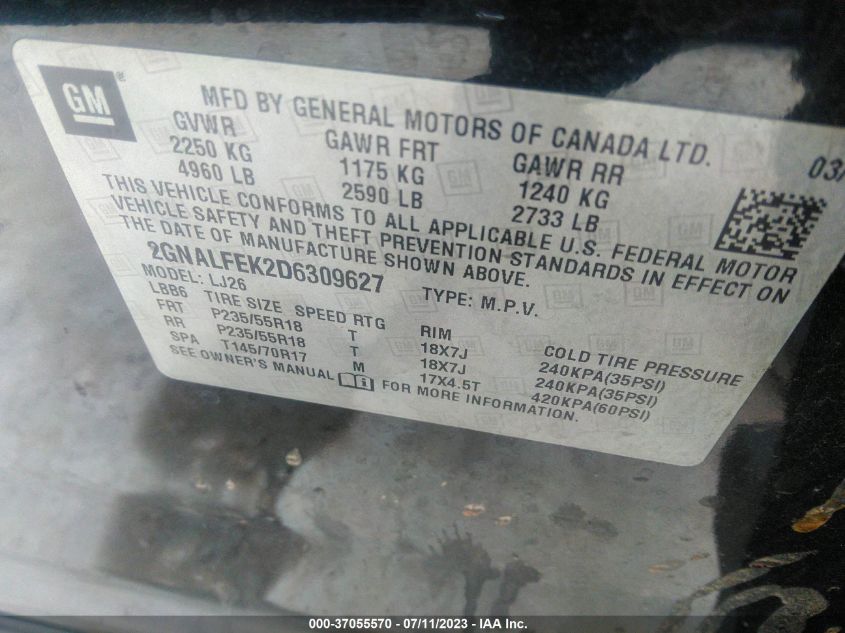 GM ®
MFD BY GENERAL MOTORS OF CANADA LTD.
03/
GVWR GAWR FRT GAWR RR
2250 KG 1175 KG 1240 KG
4960 LB 2590 LB 2733 LB
THIS VEHICLE CONFORMS TO ALL APPLICABLE U.S. FEDERAL MOTOR
VEHICLE SAFETY AND THEFT PREVENTION STANDARDS IN EFFECT ON
THE DATE OF MANUFACTURE SHOWN ABOVE.
2GNALFEK2D6309627 TYPE: M.P.V.
MODEL: LJ26
LBB6 TIRE SIZE SPEED RTG RIM COLD TIRE PRESSURE
FRT P235/55R18 T 18X7J 240KPA(35PSI)
RR P235/55R18 T 18X7J 240KPA(35PSI)
SPA T145/70R17 M 17X4.5T 420KPA(60PSI)
SEE OWNER'S MANUAL FOR MORE INFORMATION.
000-37055570 - 07/11/2023 - IAA Inc.